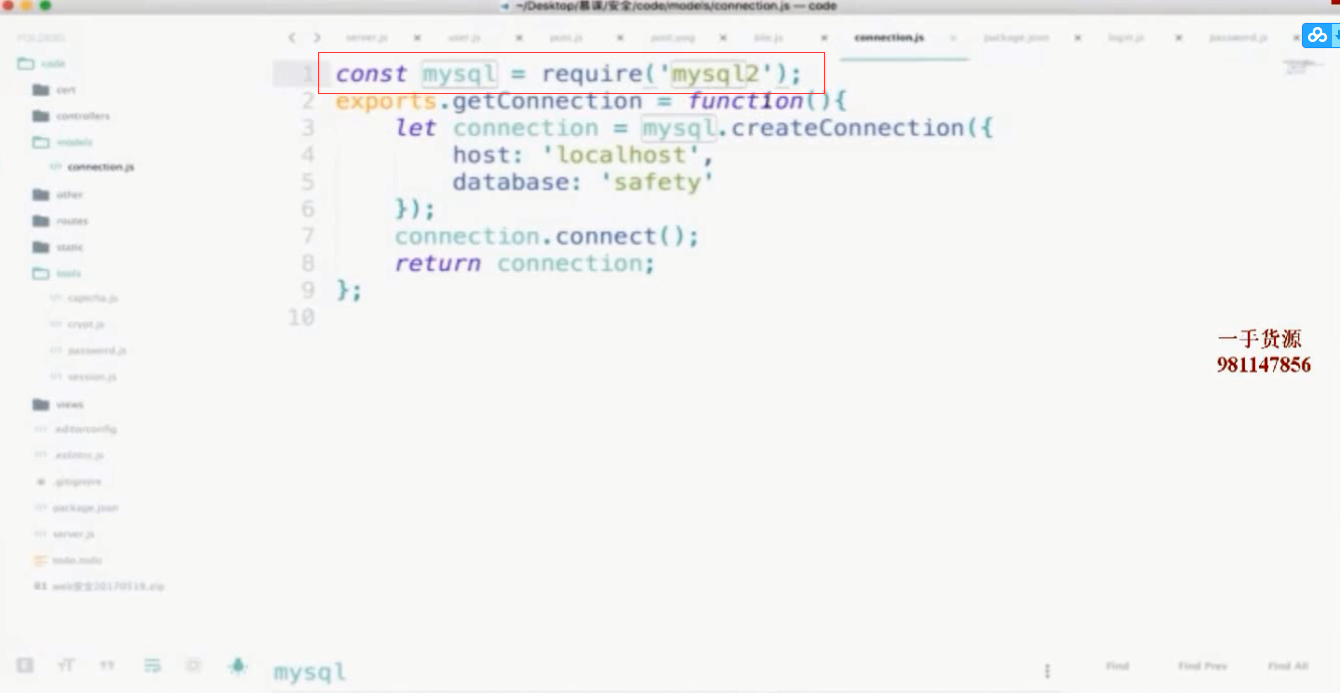 ~/Desktop/慕课/安全/code/models/connection.js — code
FOLDERS
server.js
user.js
post.js
post.pug
site.js
connection.js
package.json
login.js
password.js
code
cert
controllers
models
connection.js
other
routes
static
tools
captcha.js
crypt.js
password.js
session.js
views
.editorconfig
.eslintrc.js
.gitignore
package.json
server.js
todo.todo
web安全20170519.zip
1 const mysql = require('mysql2');
2 exports.getConnection = function(){
3 let connection = mysql.createConnection({
4 host: 'localhost',
5 database: 'safety'
6 });
7 connection.connect();
8 return connection;
9 };
10
一手货源
981147856
mysql
Find
Find Prev
Find All